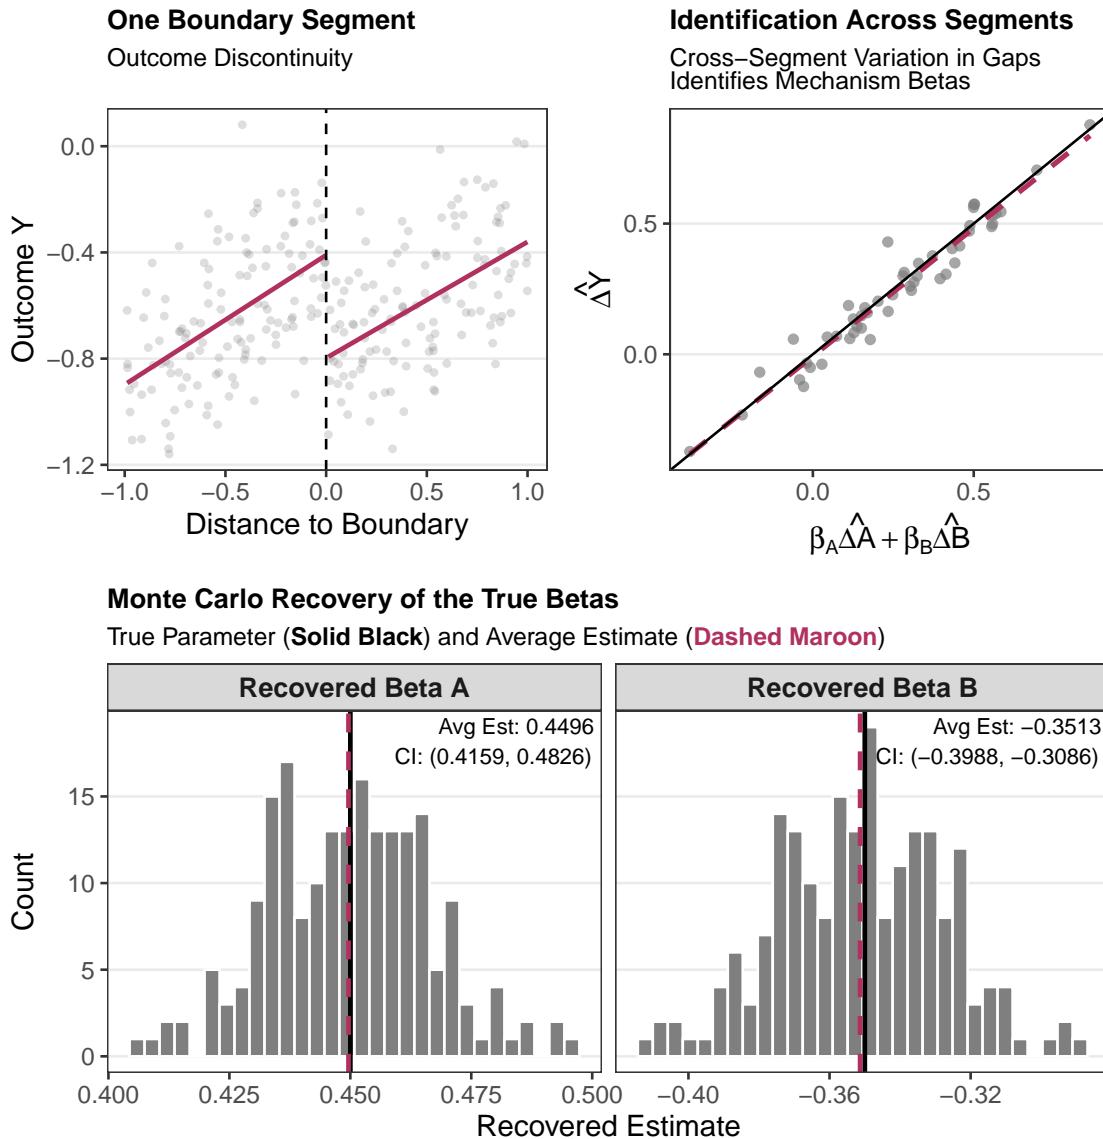 One Boundary Segment
Outcome Discontinuity
Outcome Y
0.0
−0.4
−0.8
−1.2
−1.0
−0.5
0.0
0.5
1.0
Distance to Boundary
Identification Across Segments
Cross−Segment Variation in Gaps
Identifies Mechanism Betas
Δ̂Y
0.5
0.0
0.0
0.5
β_AΔ̂A + β_BΔ̂B
Monte Carlo Recovery of the True Betas
True Parameter (Solid Black) and Average Estimate (Dashed Maroon)
Recovered Beta A
Recovered Beta B
Avg Est: 0.4496
CI: (0.4159, 0.4826)
Avg Est: −0.3513
CI: (−0.3988, −0.3086)
Count
15
10
5
0
0.400
0.425
0.450
0.475
0.500
−0.40
−0.36
−0.32
Recovered Estimate